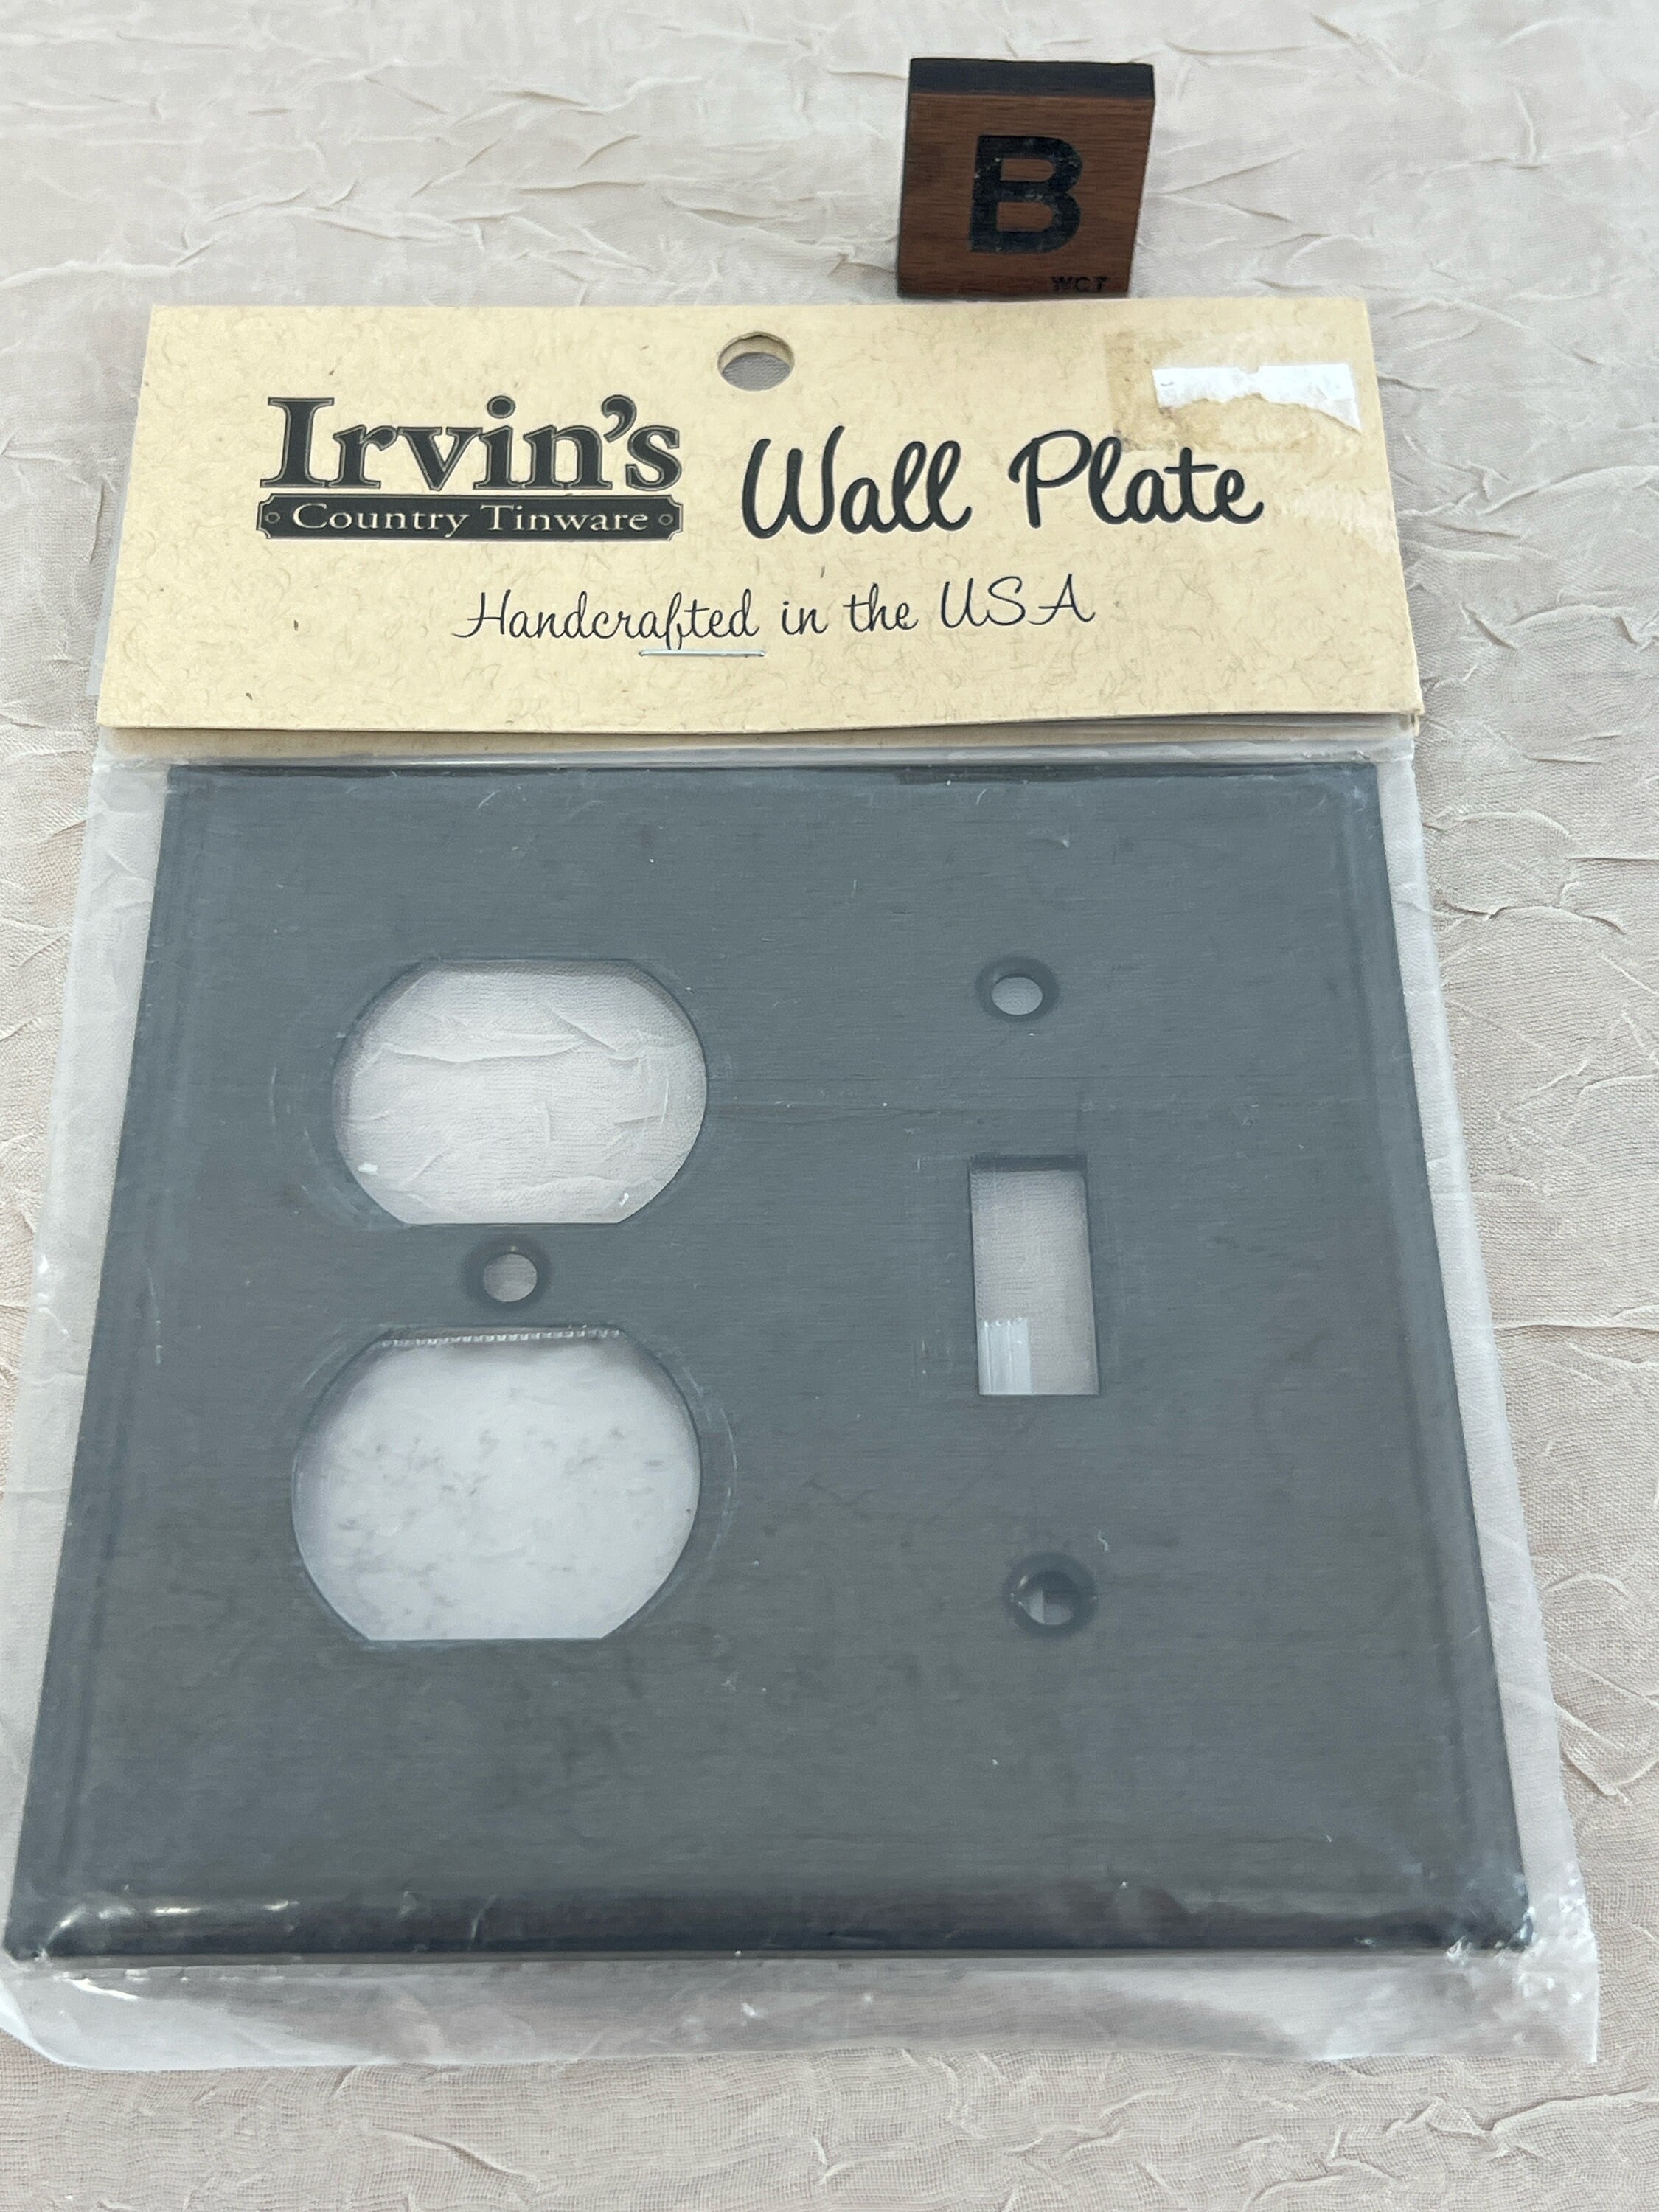 B
WCT
Irvin's
Country Tinware
Wall Plate
Handcrafted in the USA